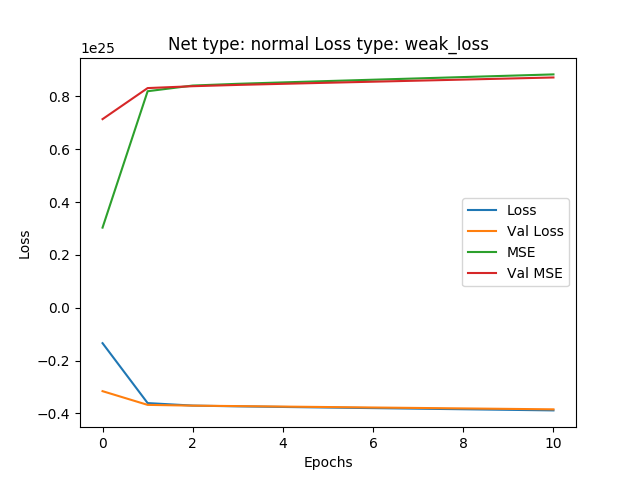 Net type: normal Loss type: weak_loss
1e25
0.8
0.6
0.4
0.2
0.0
−0.2
−0.4
Loss
Loss
Val Loss
MSE
Val MSE
0 2 4 6 8 10
Epochs